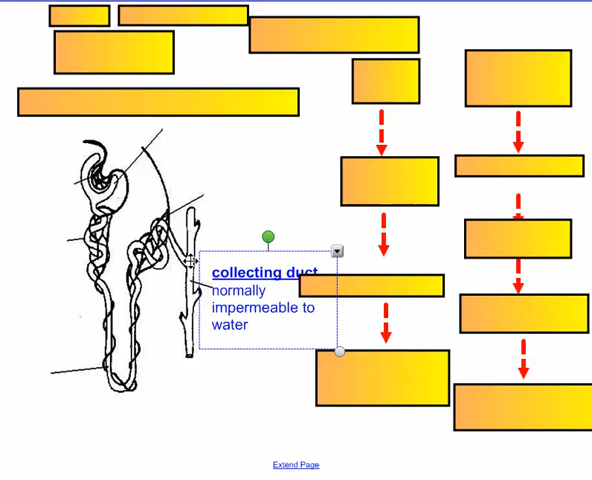 collecting duct
normally
impermeable to
water
Extend Page